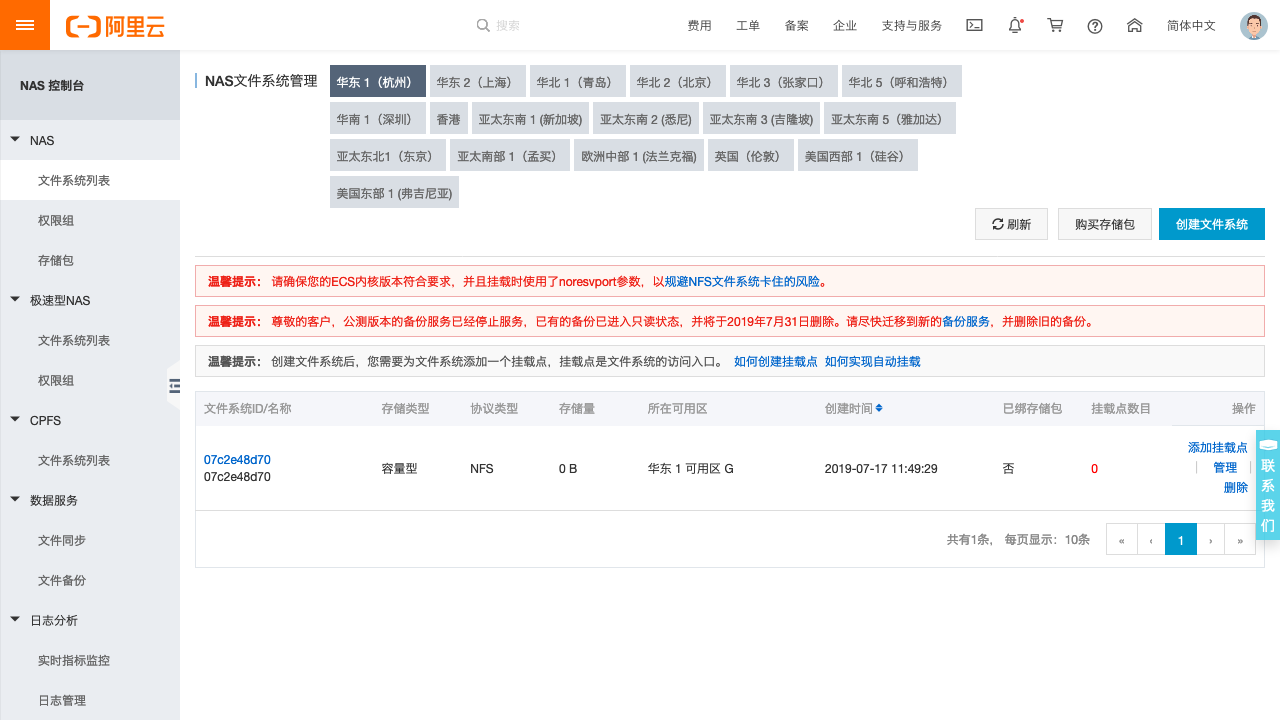 阿里云
搜索
费用
工单
备案
企业
支持与服务
简体中文
NAS 控制台
NAS
文件系统列表
权限组
存储包
极速型NAS
文件系统列表
权限组
CPFS
文件系统列表
数据服务
文件同步
文件备份
日志分析
实时指标监控
日志管理
NAS文件系统管理
华东 1（杭州） 华东 2（上海） 华北 1（青岛） 华北 2（北京） 华北 3（张家口） 华北 5（呼和浩特）
华南 1（深圳） 香港 亚太东南 1 (新加坡) 亚太东南 2 (悉尼) 亚太东南 3 (吉隆坡) 亚太东南 5（雅加达）
亚太东北1（东京） 亚太南部 1（孟买） 欧洲中部 1 (法兰克福) 英国（伦敦） 美国西部 1（硅谷）
美国东部 1 (弗吉尼亚)
刷新 购买存储包 创建文件系统
温馨提示： 请确保您的ECS内核版本符合要求，并且挂载时使用了noresvport参数，以规避NFS文件系统卡住的风险。
温馨提示： 尊敬的客户，公测版本的备份服务已经停止服务，已有的备份已进入只读状态，并将于2019年7月31日删除。请尽快迁移到新的备份服务，并删除旧的备份。
温馨提示： 创建文件系统后，您需要为文件系统添加一个挂载点，挂载点是文件系统的访问入口。 如何创建挂载点 如何实现自动挂载
文件系统ID/名称 存储类型 协议类型 存储量 所在可用区 创建时间 已绑存储包 挂载点数目 操作
07c2e48d70
07c2e48d70
容量型 NFS 0 B 华东 1 可用区 G 2019-07-17 11:49:29 否 0
添加挂载点
| 管理 |
删除
共有1条， 每页显示：10条 « ‹ 1 › »
联系我们